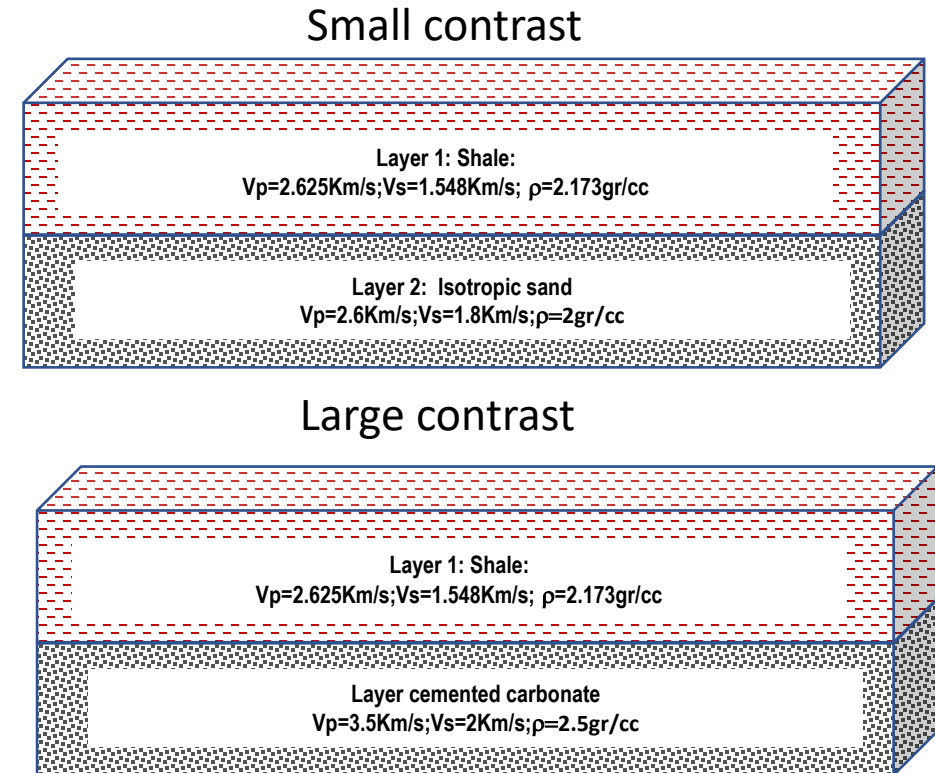 Small contrast
Layer 1: Shale:
Vp=2.625Km/s;Vs=1.548Km/s; ρ=2.173gr/cc
Layer 2:  Isotropic sand
Vp=2.6Km/s;Vs=1.8Km/s;ρ=2gr/cc
Large contrast
Layer 1: Shale:
Vp=2.625Km/s;Vs=1.548Km/s; ρ=2.173gr/cc
Layer cemented carbonate
Vp=3.5Km/s;Vs=2Km/s;ρ=2.5gr/cc